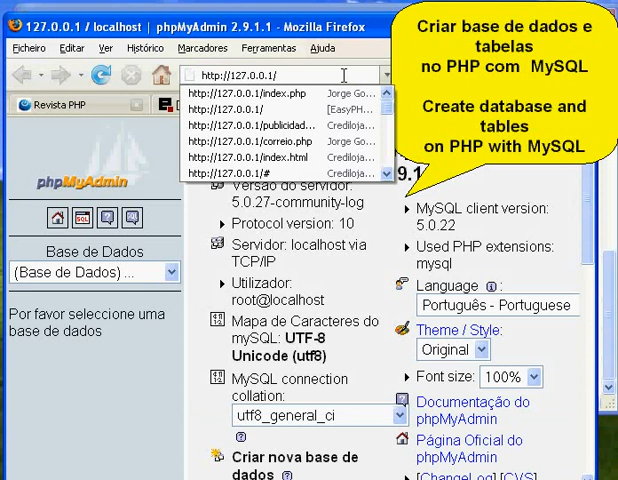 127.0.0.1 / localhost | phpMyAdmin 2.9.1.1 - Mozilla Firefox
Ficheiro Editar Ver Histórico Marcadores Ferramentas Ajuda
http://127.0.0.1/
http://127.0.0.1/index.php Jorge Go...
http://127.0.0.1/ [EasyPH...
http://127.0.0.1/publicidad... Crediloja...
http://127.0.0.1/correio.php Jorge Go...
http://127.0.0.1/index.html Crediloja...
http://127.0.0.1/# Crediloja...
Revista PHP
Criar base de dados e
tabelas
no PHP com MySQL
Create database and
tables
on PHP with MySQL
phpMyAdmin
SQL
Base de Dados
(Base de Dados) ...
Por favor seleccione uma
base de dados
Versão do servidor:
5.0.27-community-log
Protocol version: 10
Servidor: localhost via
TCP/IP
Utilizador:
root@localhost
Mapa de Caracteres do
mySQL: UTF-8
Unicode (utf8)
MySQL connection
collation:
utf8_general_ci
Criar nova base de
dados
9.1
MySQL client version:
5.0.22
Used PHP extensions:
mysql
Language
Português - Portuguese
Theme / Style:
Original
Font size: 100%
Documentação do
phpMyAdmin
Página Oficial do
phpMyAdmin
[ChangeLog] [CVS]